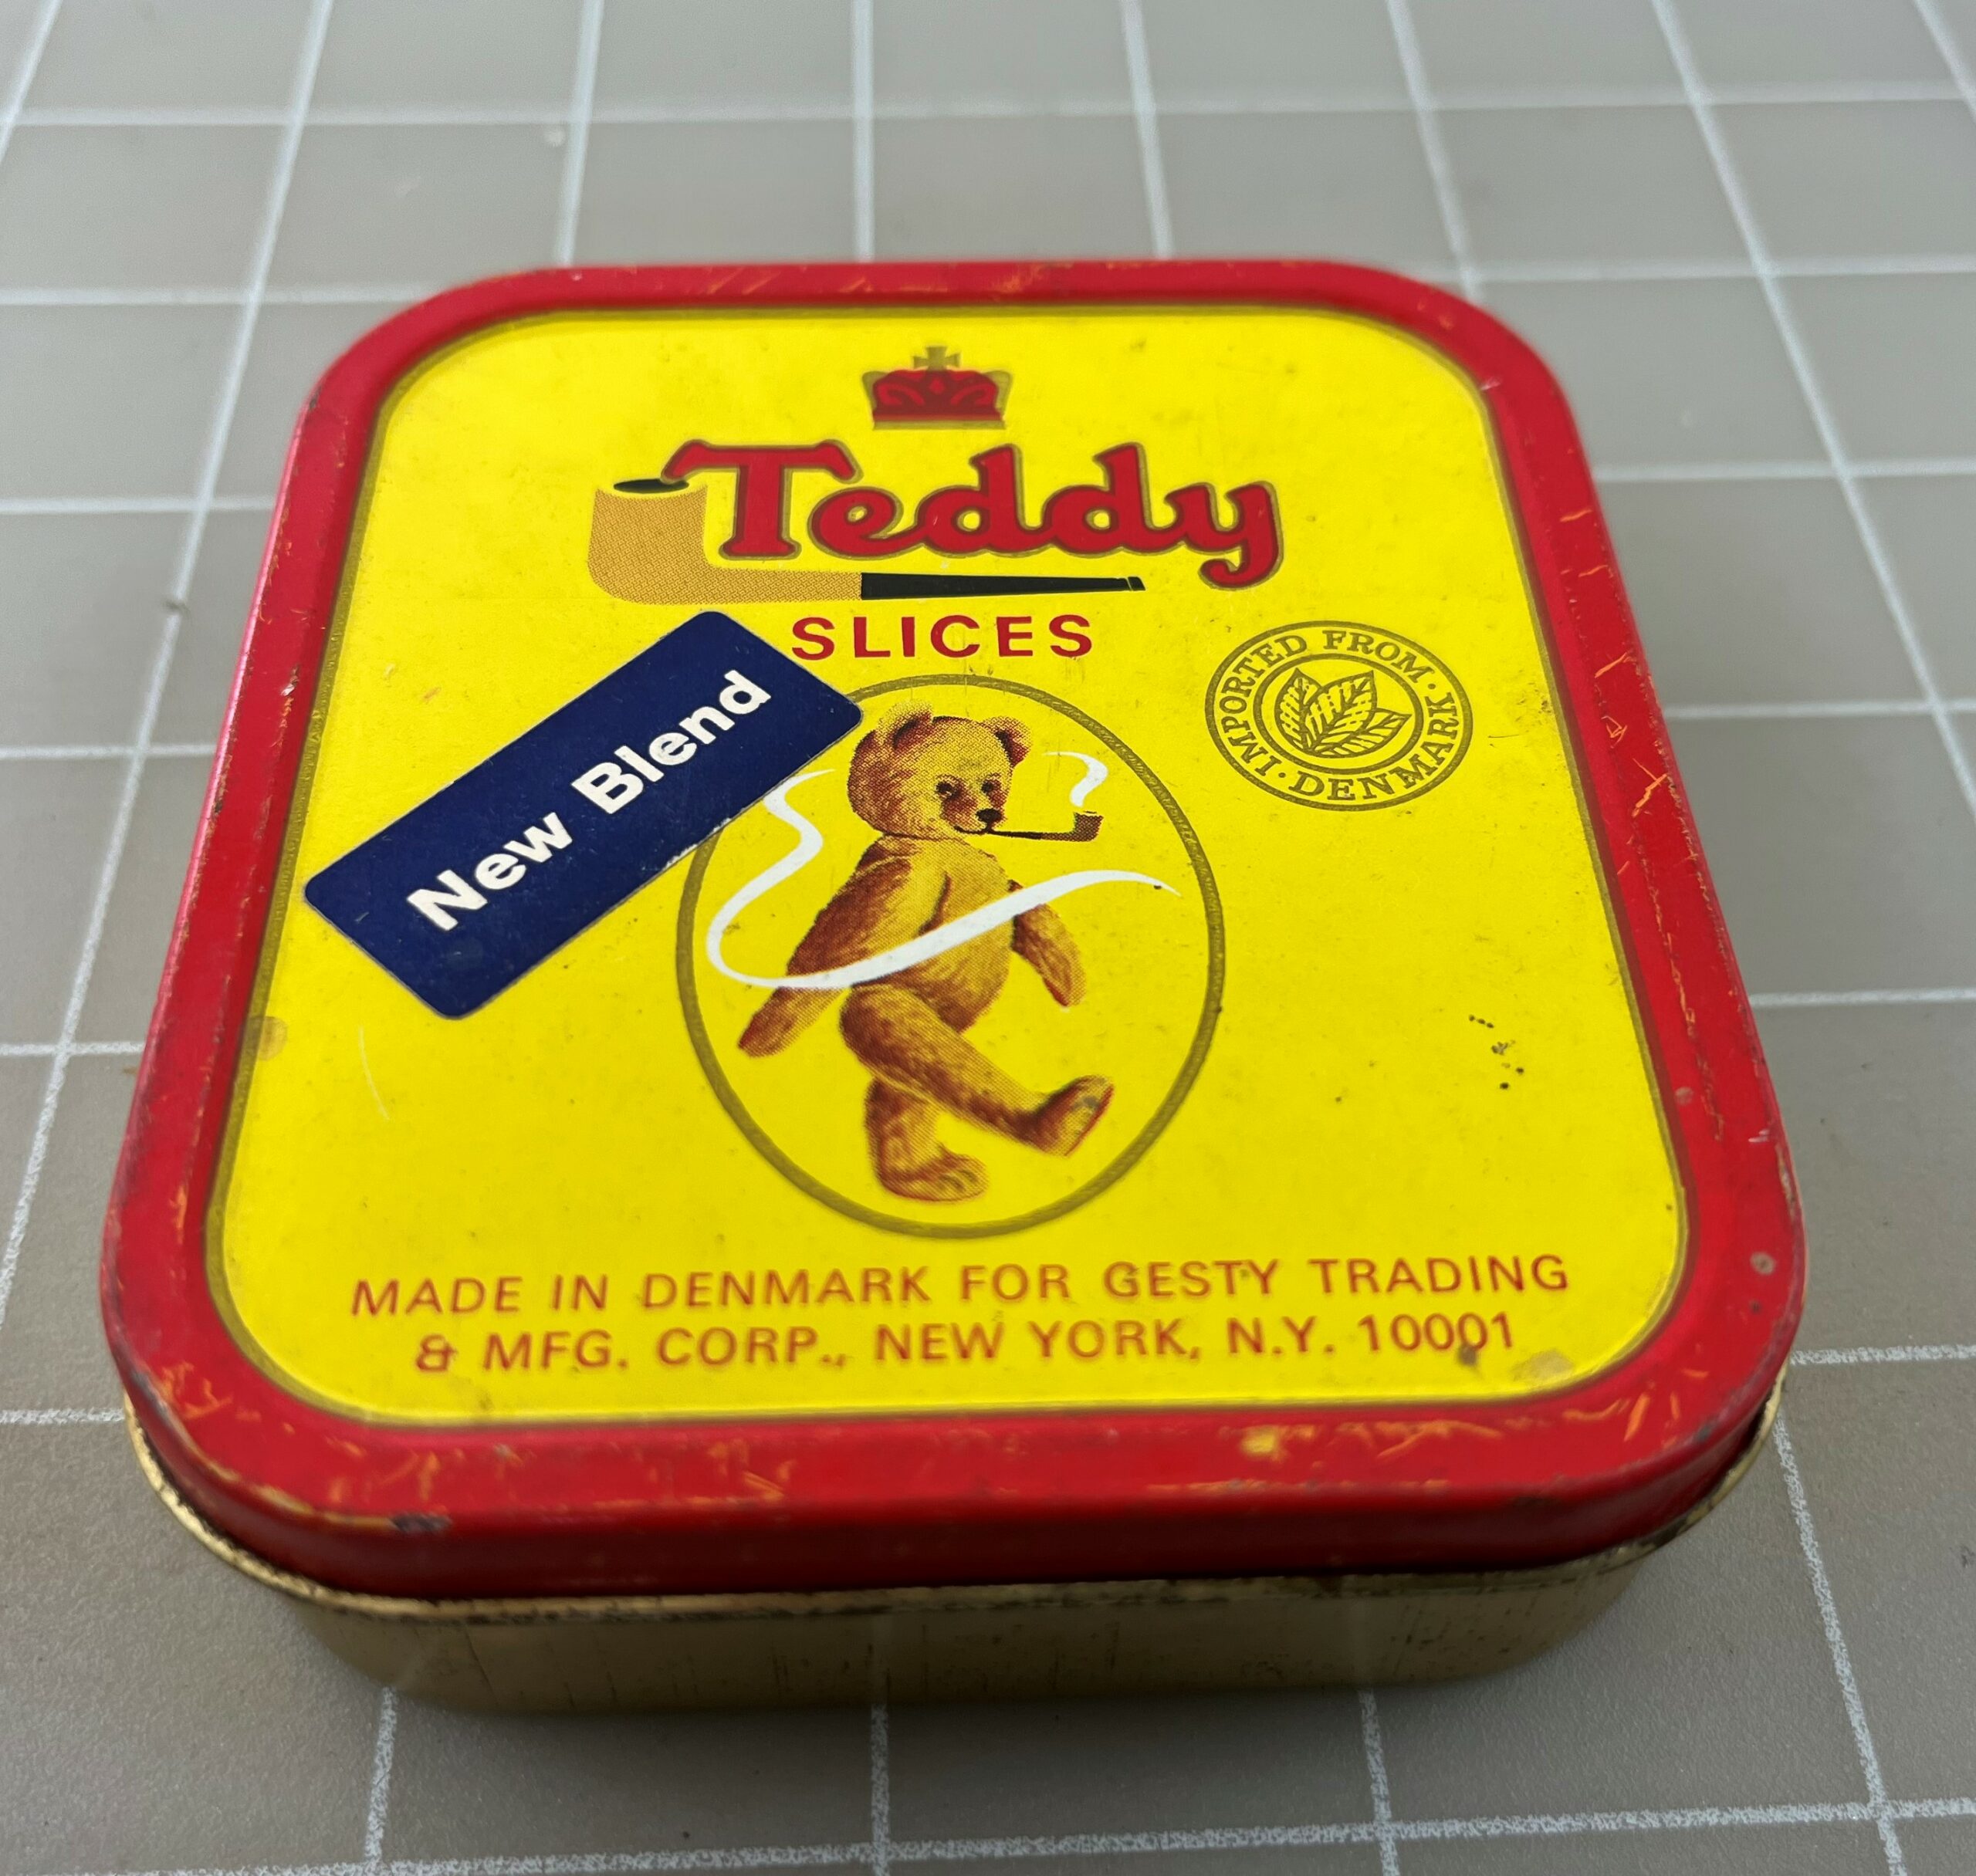 Teddy
SLICES
New Blend
IMPORTED FROM · DENMARK ·
MADE IN DENMARK FOR GESTY TRADING
& MFG. CORP., NEW YORK, N.Y. 10001